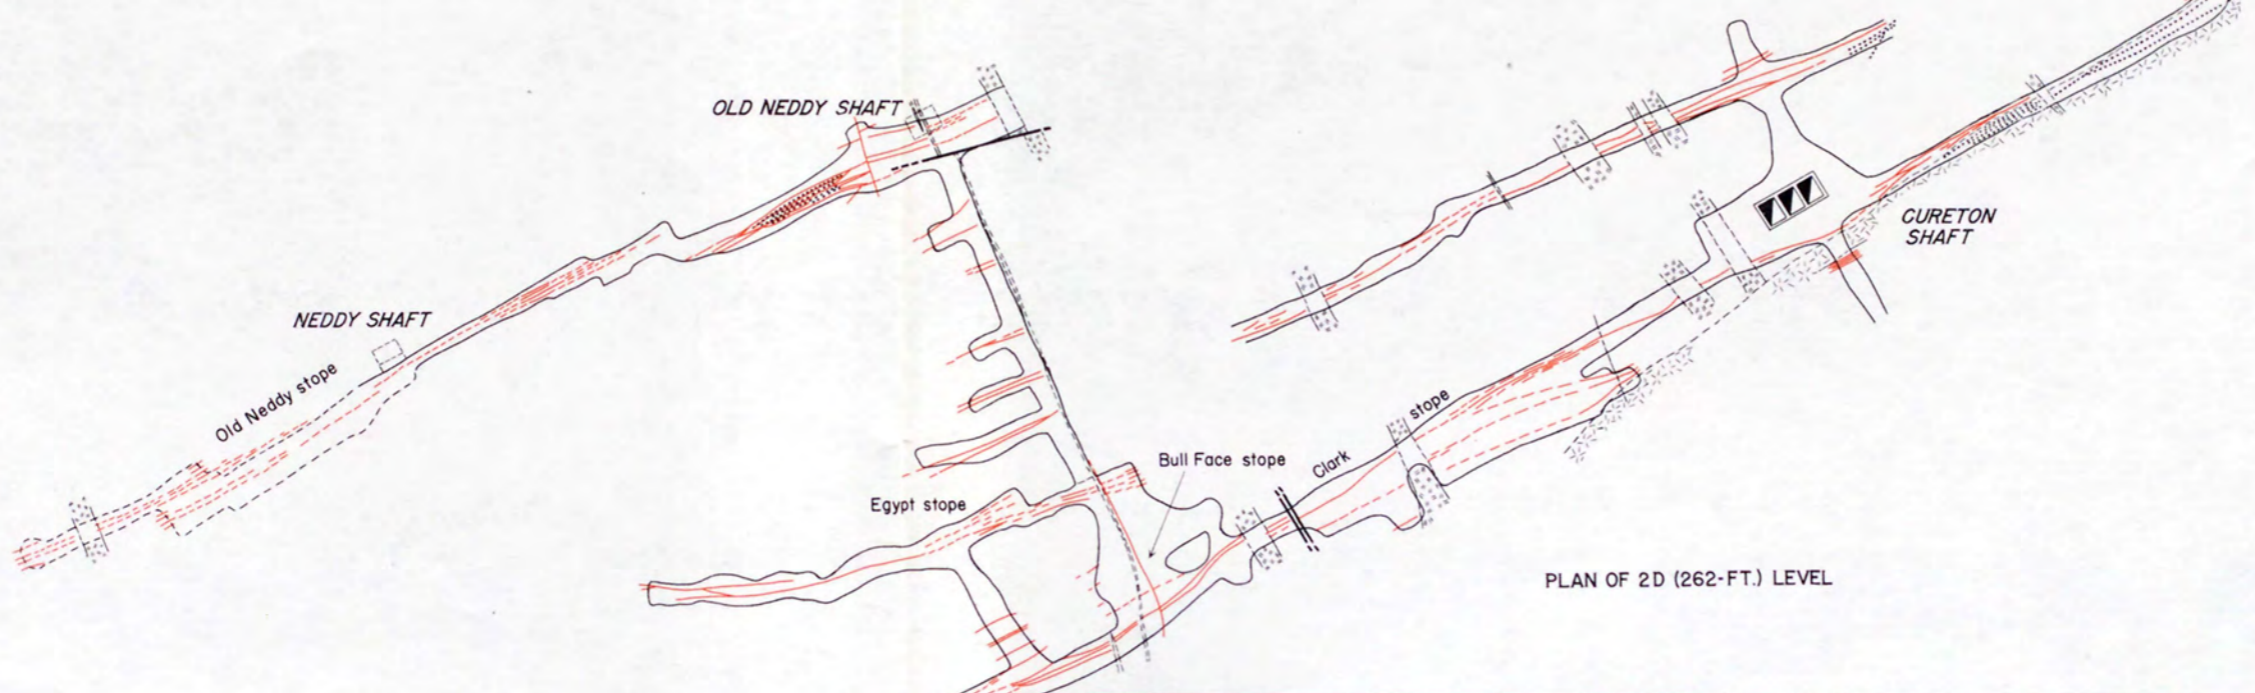 OLD NEDDY SHAFT
CURETON
SHAFT
NEDDY SHAFT
Old Neddy stope
Clark stope
Bull Face stope
Egypt stope
PLAN OF 2D (262-FT.) LEVEL